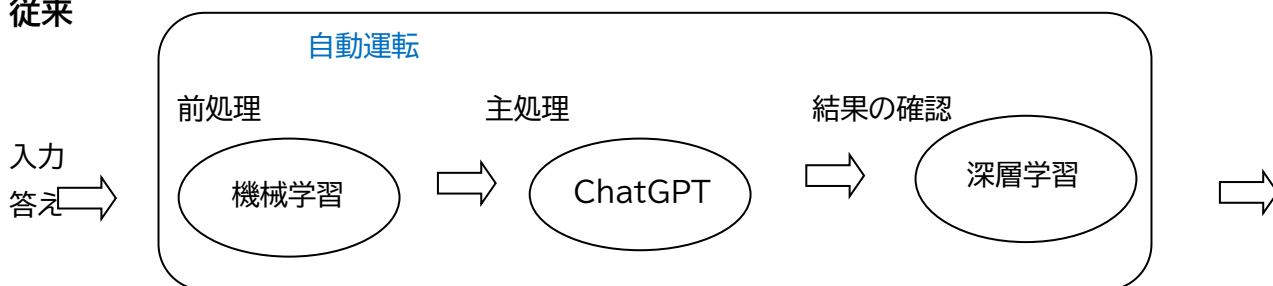 従来
自動運転
前処理
主処理
結果の確認
入力
答え
機械学習
ChatGPT
深層学習